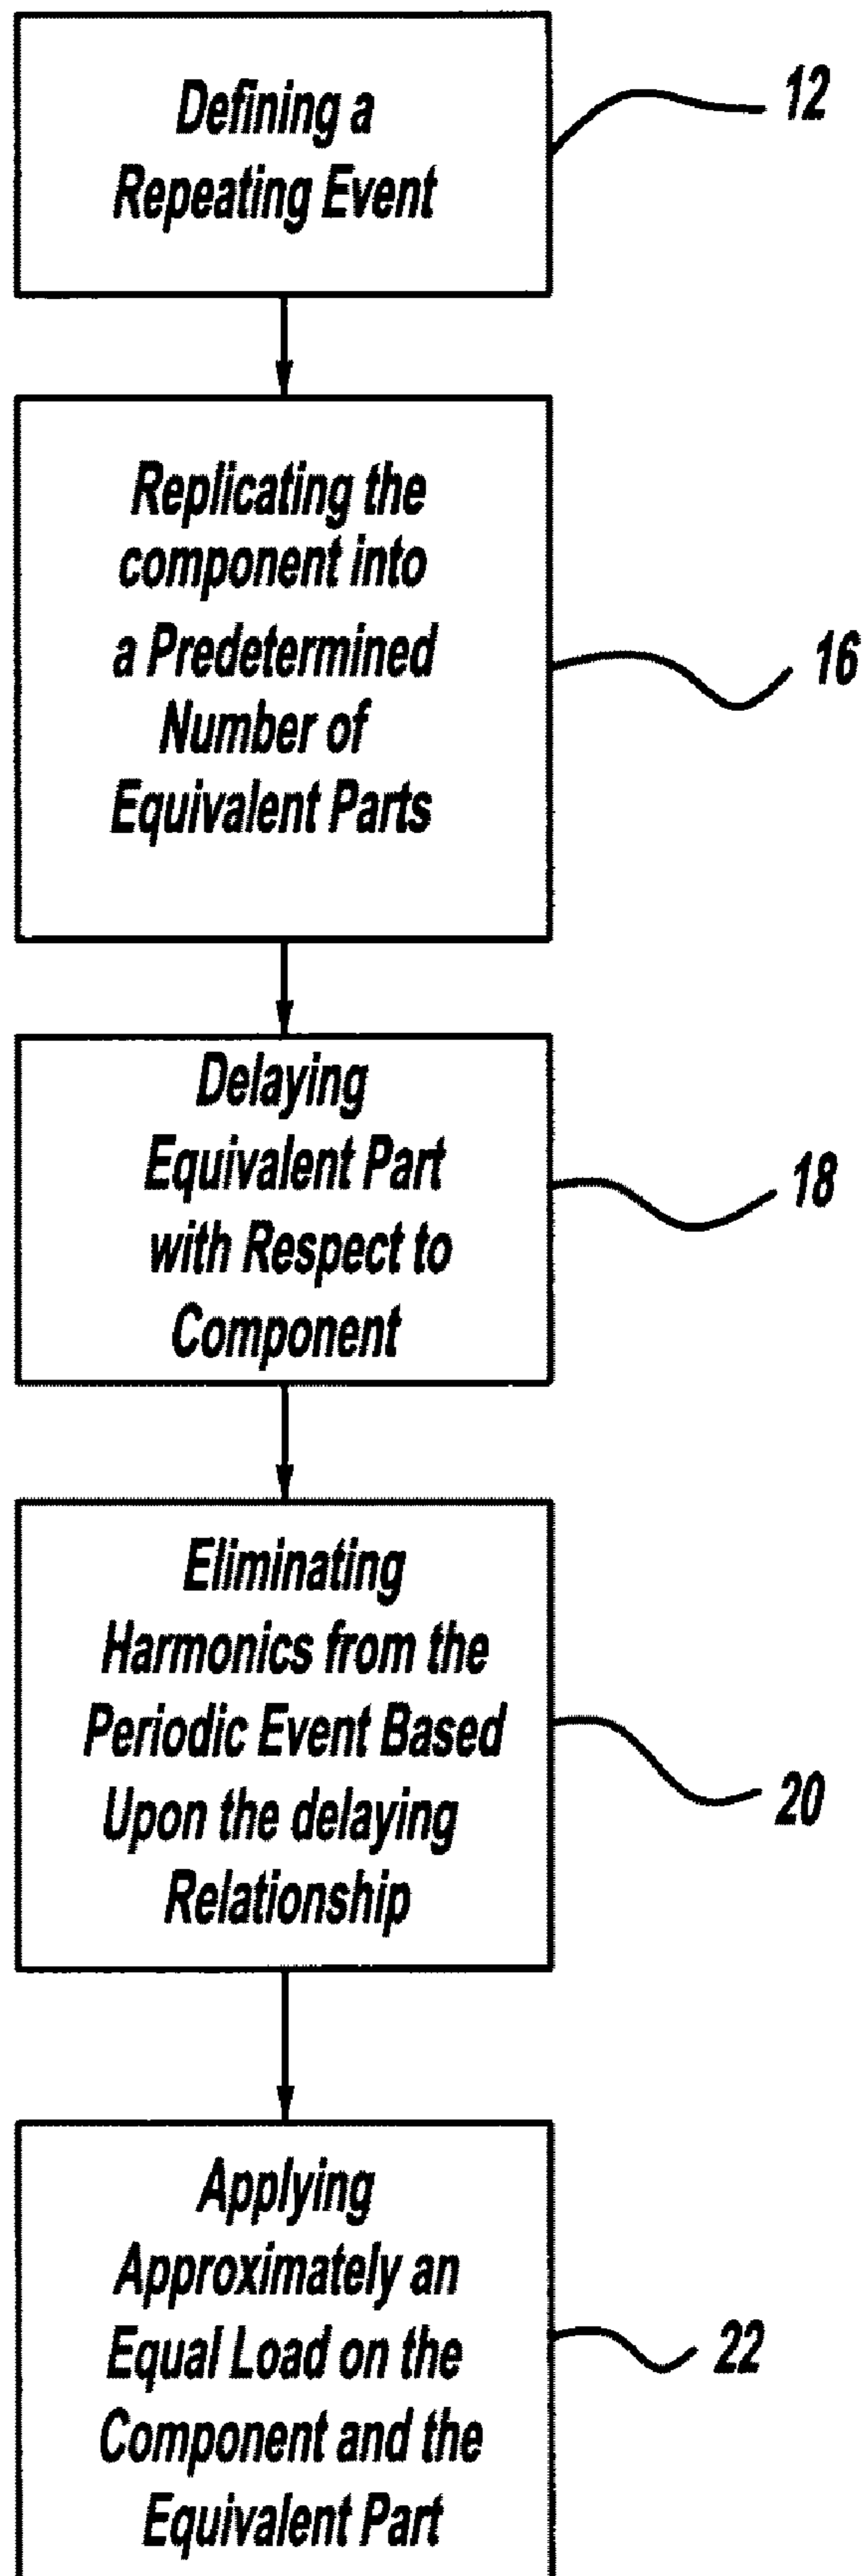 Defining a
Repeating Event
12
Replicating the
component into
a Predetermined
Number of
Equivalent Parts
16
Delaying
Equivalent Part
with Respect to
Component
18
Eliminating
Harmonics from the
Periodic Event Based
Upon the delaying
Relationship
20
Applying
Approximately an
Equal Load on the
Component and the
Equivalent Part
22